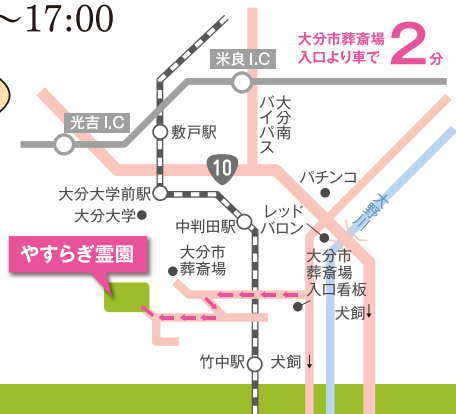 ～17:00
大分市葬斎場
入口より車で 2分
米良I.C
光吉I.C
大分南
バイパス
敷戸駅
10
パチンコ
大分大学前駅
大分大学
大野川
レッド
バロン
中判田駅
やすらぎ霊園
大分市
葬斎場
大分市
葬斎場
入口看板
犬飼↓
竹中駅
犬飼↓